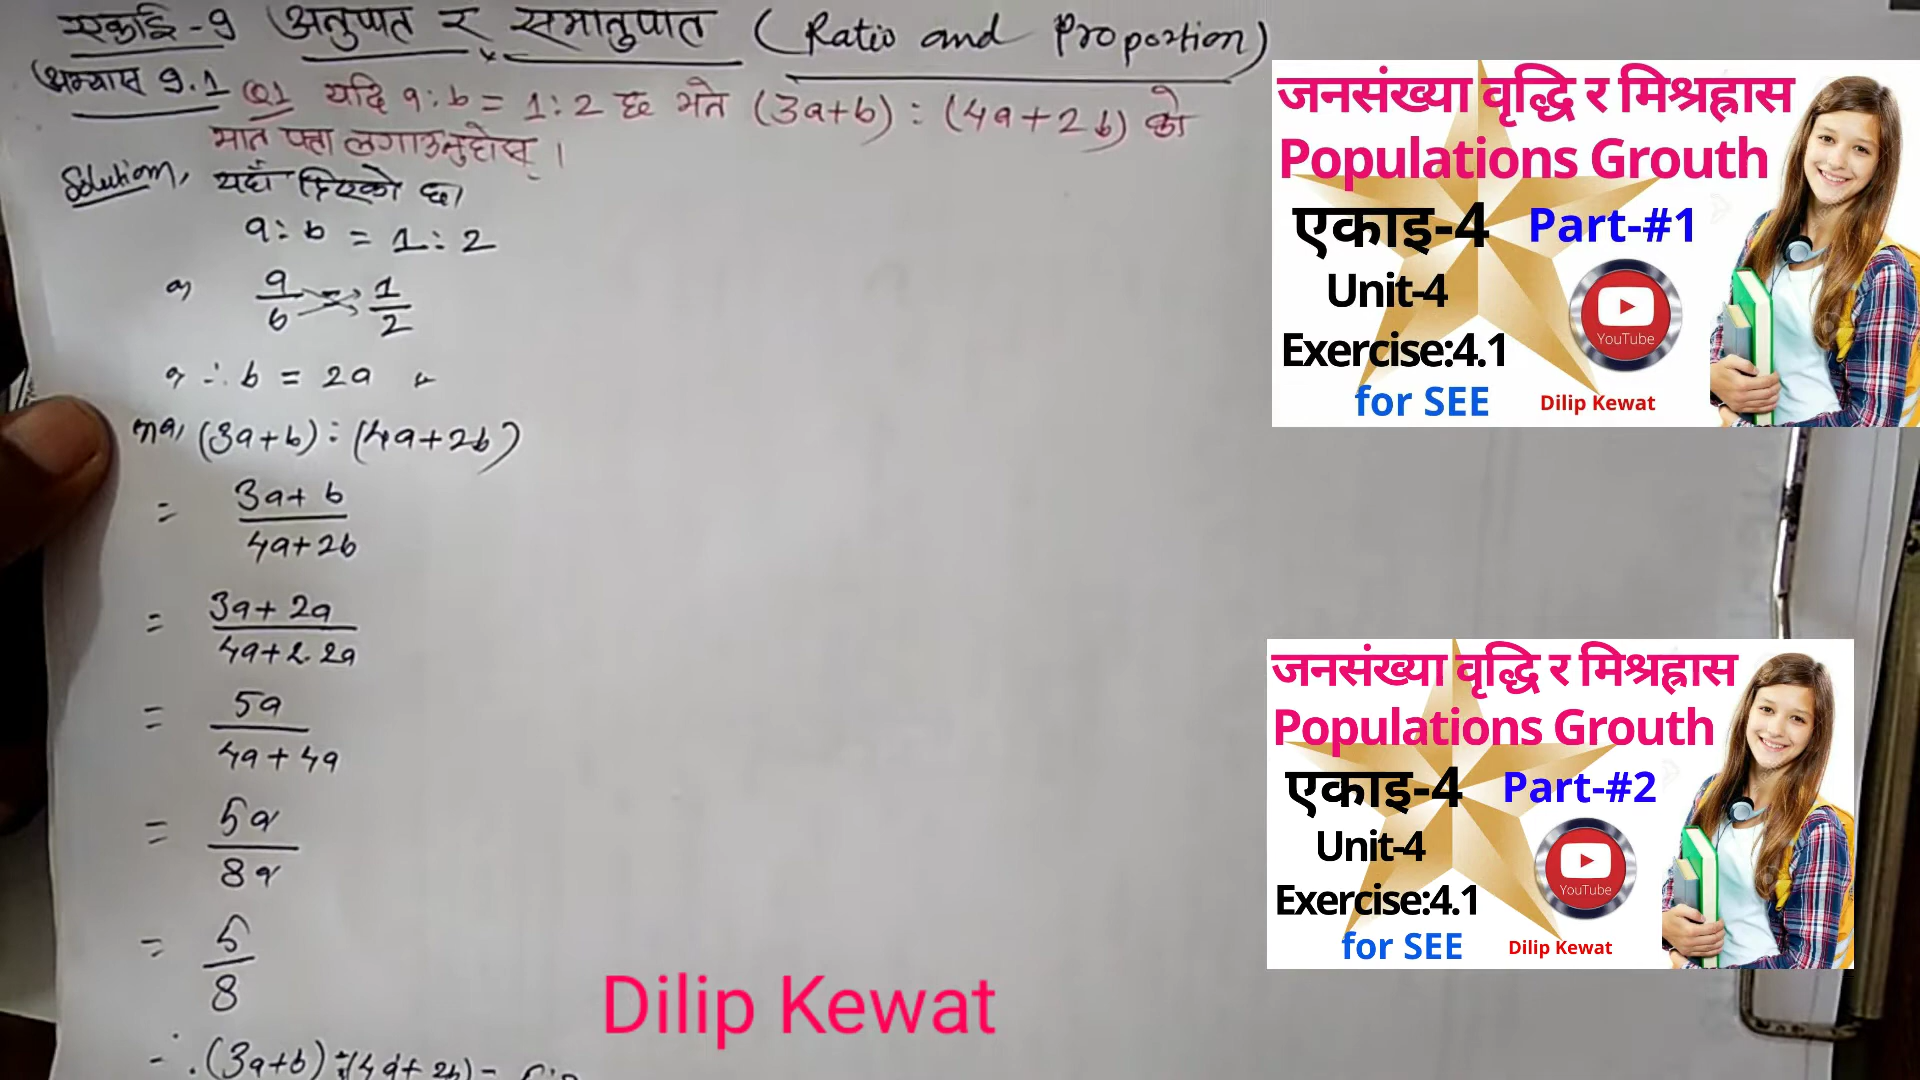 एकाई-9 अनुपात र समानुपात (Ratio and Proportion)
अभ्यास 9.1 Q1 यदि a:b = 1:2 छ भने (3a+b) : (4a+2b) को
मान पत्ता लगाउनुहोस् ।
Solution, यहाँ दिएको छ।
a:b = 1:2
a/b = 1/2
∴ b = 2a
(3a+b) : (4a+2b)
= 3a+b
4a+2b
= 3a+2a
4a+2.2a
= 5a
4a+4a
= 5a
8a
= 5
8
∴ (3a+b) : (4a+2b) =
जनसंख्या वृद्धि र मिश्रह्रास
Populations Grouth
एकाइ-4 Part-#1
Unit-4
YouTube
Exercise:4.1
for SEE Dilip Kewat
जनसंख्या वृद्धि र मिश्रह्रास
Populations Grouth
एकाइ-4 Part-#2
Unit-4
YouTube
Exercise:4.1
for SEE Dilip Kewat
Dilip Kewat